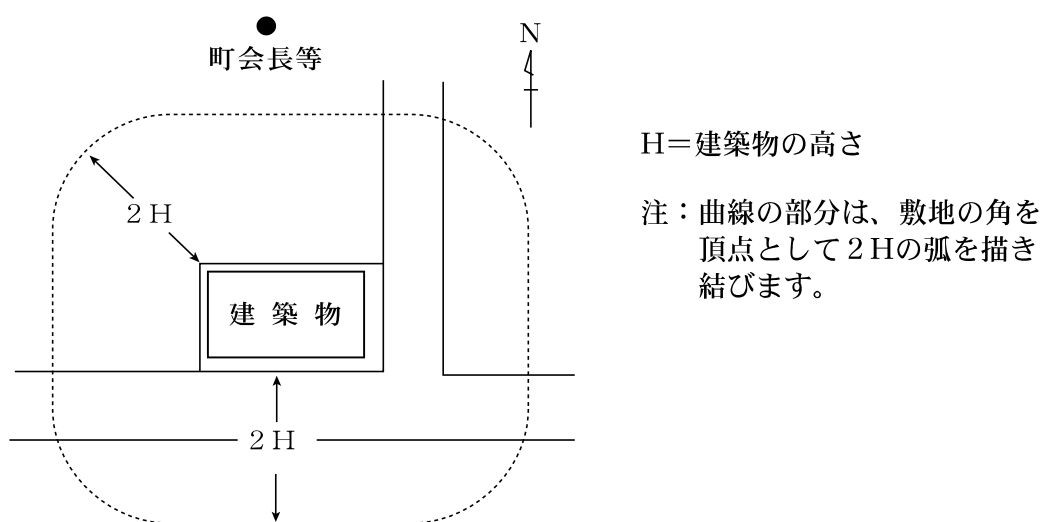 町会長等
N
H＝建築物の高さ
注：曲線の部分は、敷地の角を
頂点として２Hの弧を描き
結びます。
２H
建築物
２H